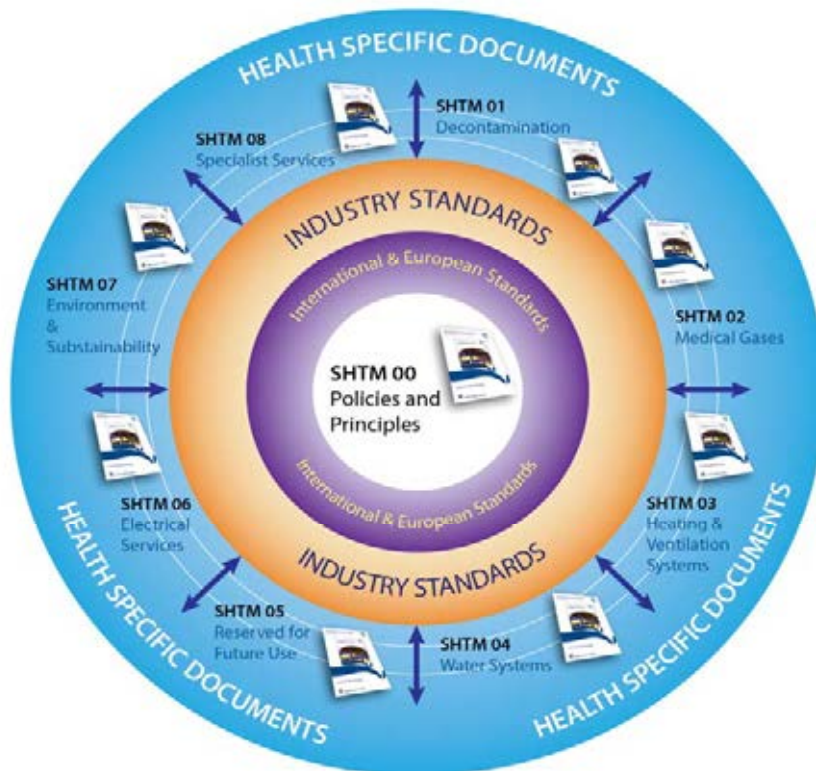 HEALTH SPECIFIC DOCUMENTS
SHTM 01
Decontamination
SHTM 08
Specialist Services
INDUSTRY STANDARDS
International & European Standards
SHTM 07
Environment
&
Substainability
SHTM 02
Medical Gases
SHTM 00
Policies and
Principles
SHTM 06
Electrical
Services
SHTM 03
Heating &
Ventilation
Systems
International & European Standards
INDUSTRY STANDARDS
SHTM 05
Reserved for
Future Use
SHTM 04
Water Systems
HEALTH SPECIFIC DOCUMENTS
HEALTH SPECIFIC DOCUMENTS